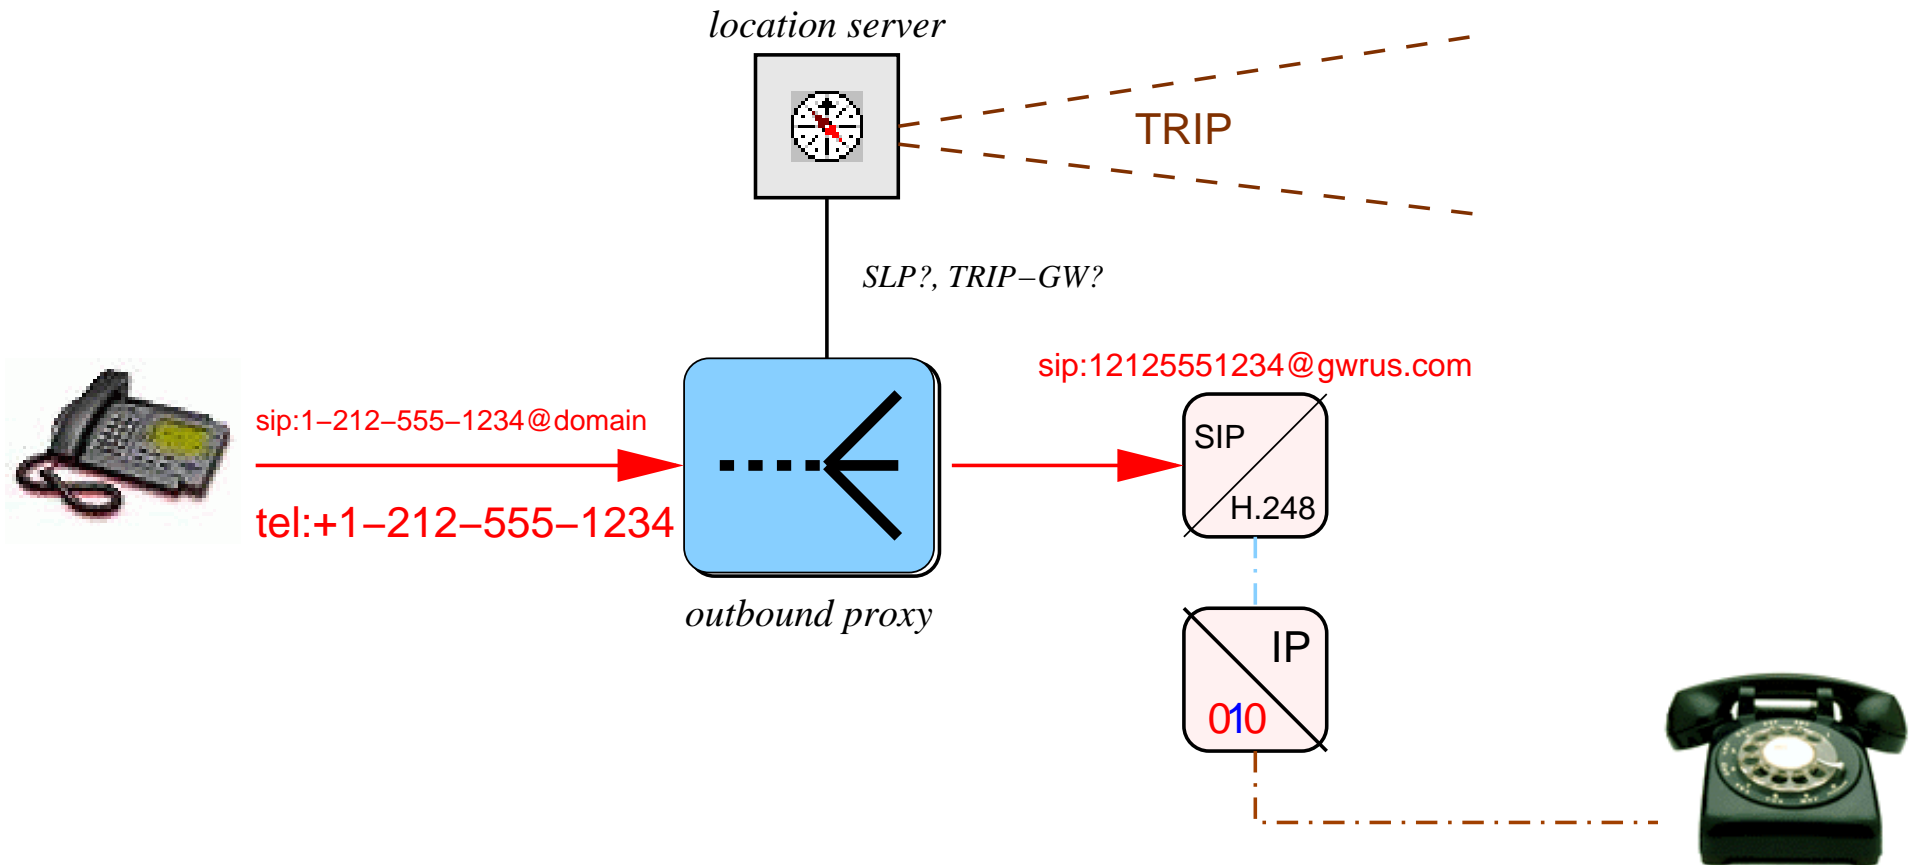 location server
TRIP
SLP?, TRIP−GW?
sip:12125551234@gwrus.com
sip:1−212−555−1234@domain
SIP
H.248
tel:+1−212−555−1234
outbound proxy
IP
010